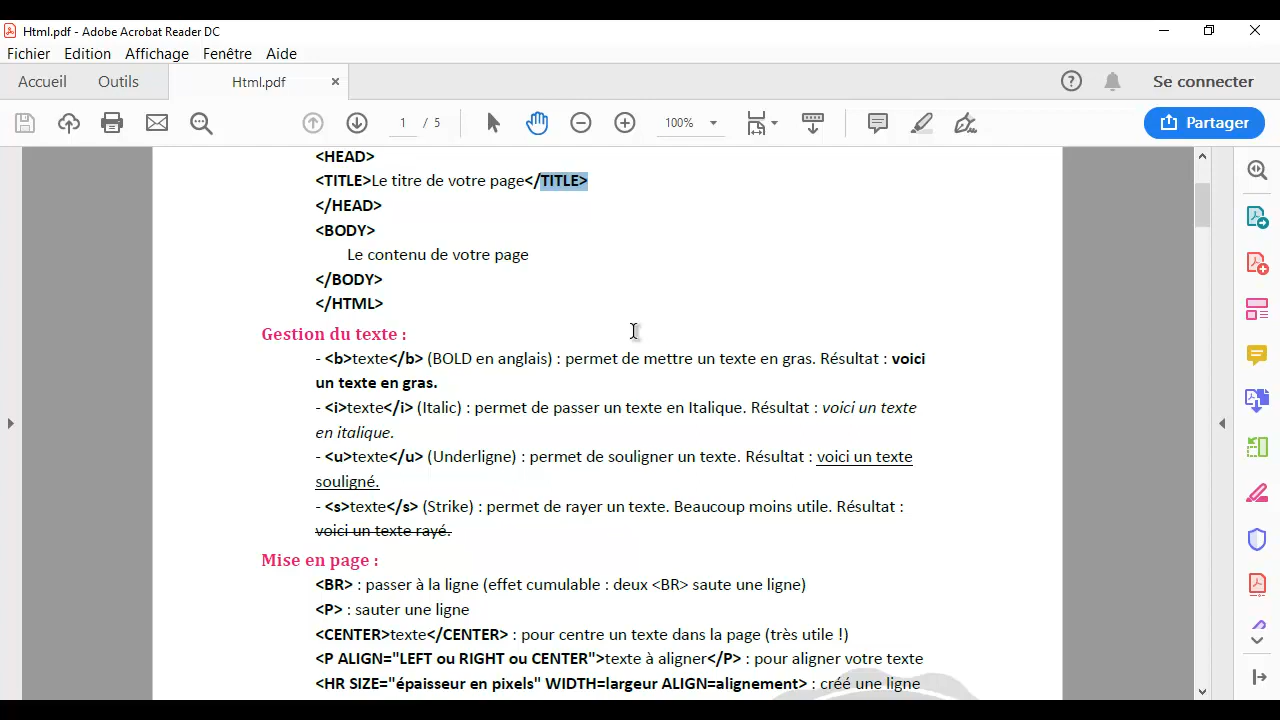 Html.pdf - Adobe Acrobat Reader DC
Fichier Edition Affichage Fenêtre Aide
Accueil Outils Html.pdf × ? Se connecter
1 / 5 100% Partager
<HEAD>
<TITLE>Le titre de votre page</TITLE>
</HEAD>
<BODY>
Le contenu de votre page
</BODY>
</HTML>
Gestion du texte :
- <b>texte</b> (BOLD en anglais) : permet de mettre un texte en gras. Résultat : voici
un texte en gras.
- <i>texte</i> (Italic) : permet de passer un texte en Italique. Résultat : voici un texte
en italique.
- <u>texte</u> (Underligne) : permet de souligner un texte. Résultat : voici un texte
souligné.
- <s>texte</s> (Strike) : permet de rayer un texte. Beaucoup moins utile. Résultat :
voici un texte rayé.
Mise en page :
<BR> : passer à la ligne (effet cumulable : deux <BR> saute une ligne)
<P> : sauter une ligne
<CENTER>texte</CENTER> : pour centre un texte dans la page (très utile !)
<P ALIGN="LEFT ou RIGHT ou CENTER">texte à aligner</P> : pour aligner votre texte
<HR SIZE="épaisseur en pixels" WIDTH=largeur ALIGN=alignement> : créé une ligne